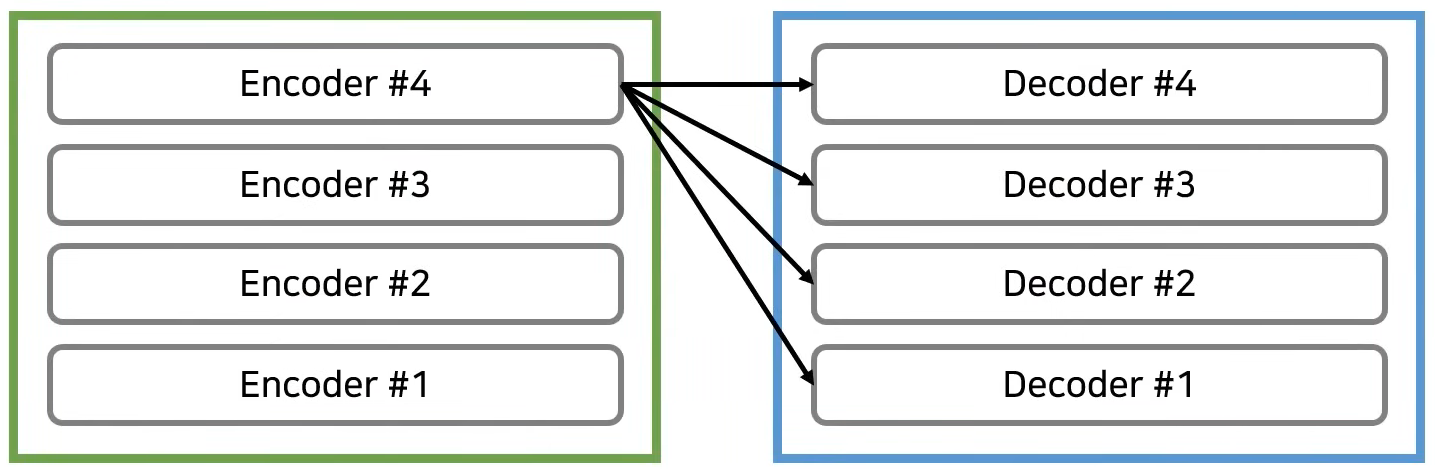 Encoder #4
Encoder #3
Encoder #2
Encoder #1
Decoder #4
Decoder #3
Decoder #2
Decoder #1